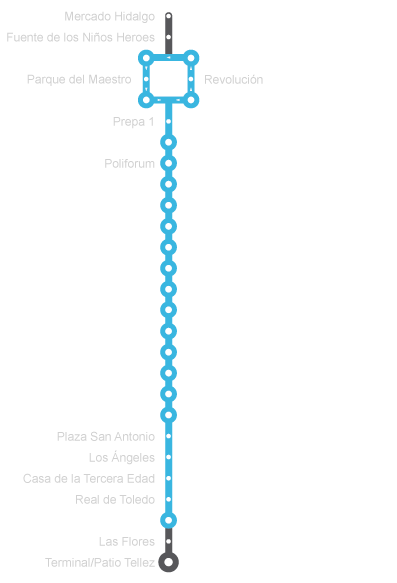 Mercado Hidalgo
Fuente de los Niños Heroes
Parque del Maestro
Revolución
Prepa 1
Poliforum
Plaza San Antonio
Los Ángeles
Casa de la Tercera Edad
Real de Toledo
Las Flores
Terminal/Patio Tellez